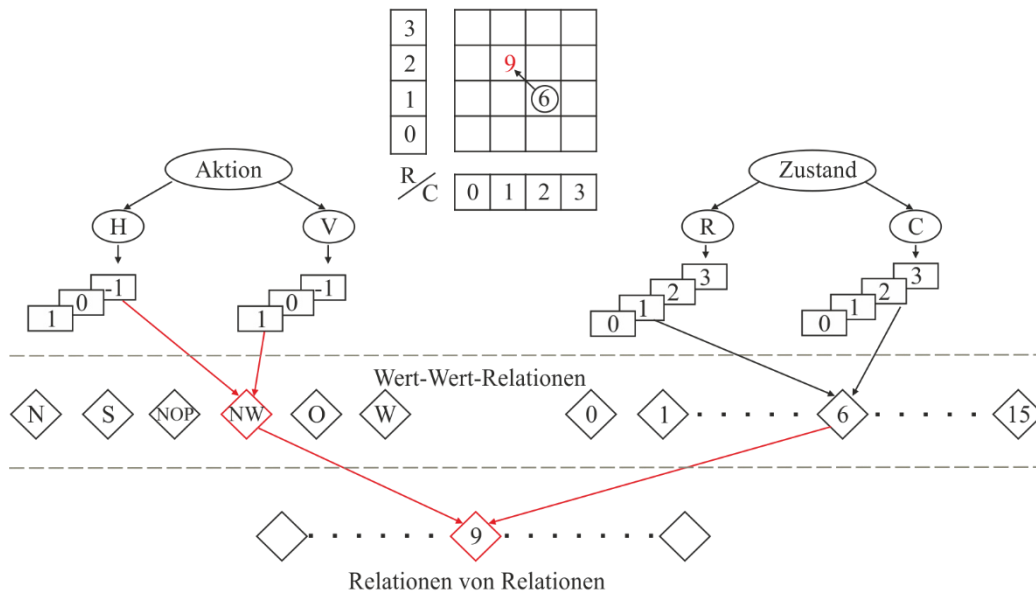 3
2 9
1 6
0
Aktion R/C 0 1 2 3 Zustand
H V R C
-1 -1 3 3
0 0 2 2
1 1 1 1
0 0
Wert-Wert-Relationen
N S NOP NW O W 0 1 6 15
9
Relationen von Relationen